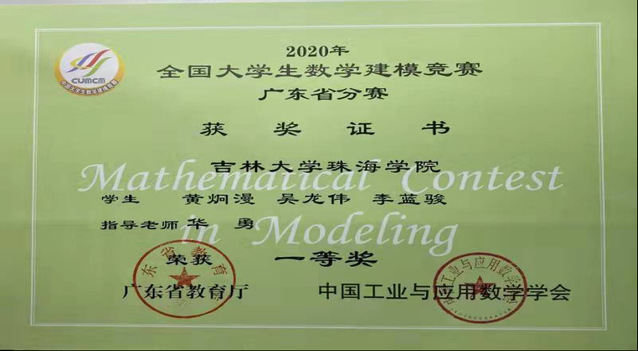 2020年
全国大学生数学建模竞赛
广东省分赛
CUMCM
获奖证书
吉林大学珠海学院
Mathematical Contest
学生 黄炯漫 吴龙伟 李蓝骏
指导老师 华勇
in Modeling
荣获 一等奖
广东省教育厅 中国工业与应用数学学会